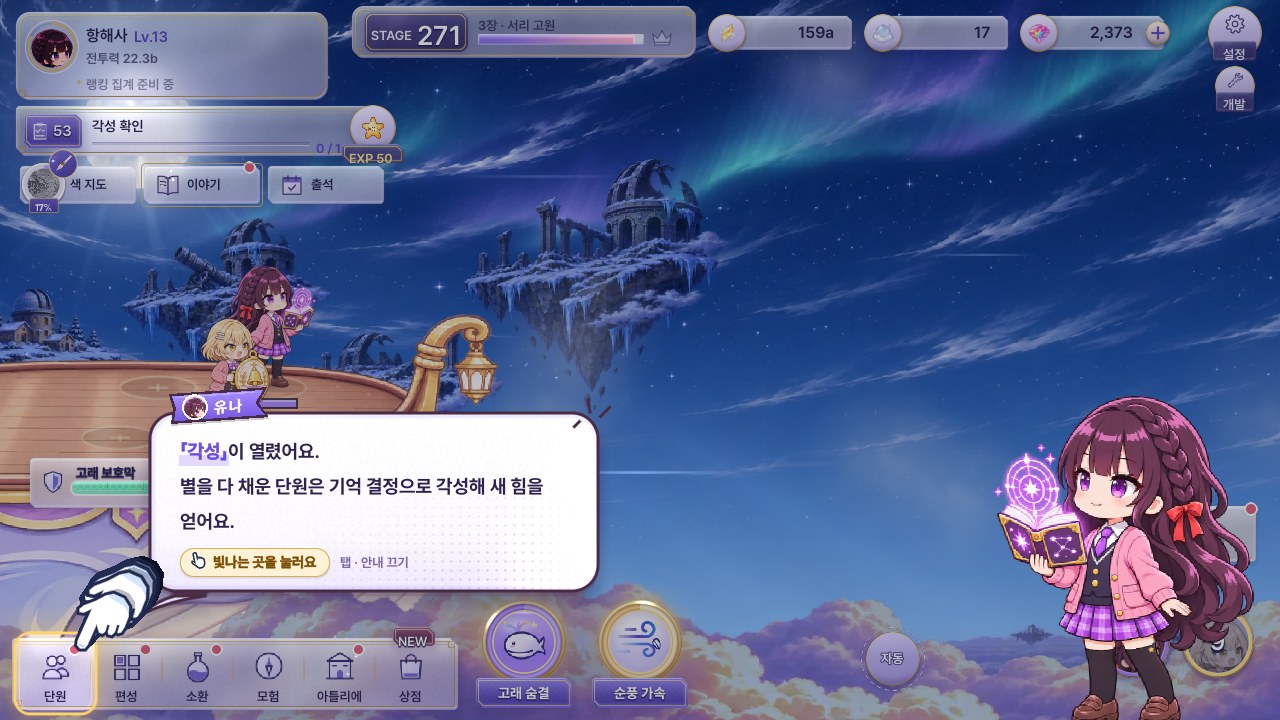 항해사 Lv.13
전투력 22.3b
* 랭킹 집계 준비 중
STAGE 271
3장 · 서리 고원
159a
17
2,373
설정
개발
53
각성 확인
0 / 1
EXP 50
색 지도
17%
이야기
출석
유나
「각성」이 열렸어요.
별을 다 채운 단원은 기억 결정으로 각성해 새 힘을
얻어요.
빛나는 곳을 눌러요
탭 · 안내 끄기
고래 보호막
단원
편성
소환
모험
아틀리에
NEW
상점
고래 숨결
순풍 가속
자동